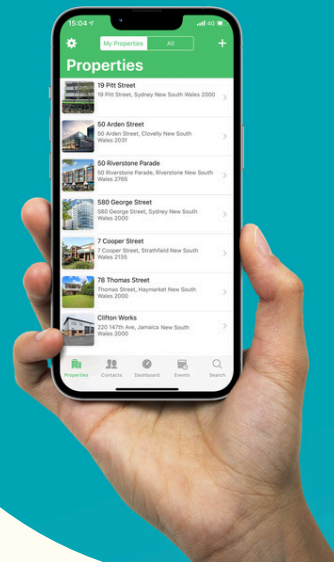 15:04
4G
My Properties
All
+
Properties
19 Pitt Street
19 Pitt Street, Sydney New South Wales 2000
50 Arden Street
50 Arden Street, Clovelly New South
Wales 2031
50 Riverstone Parade
50 Riverstone Parade, Riverstone New South
Wales 2765
580 George Street
580 George Street, Sydney New South
Wales 2000
7 Cooper Street
7 Cooper Street, Strathfield New South
Wales 2135
78 Thomas Street
Thomas Street, Haymarket New South
Wales 2000
Clifton Works
220 147th Ave, Jamaica New South
Wales 2000
Properties
Contacts
Dashboard
Events
Search